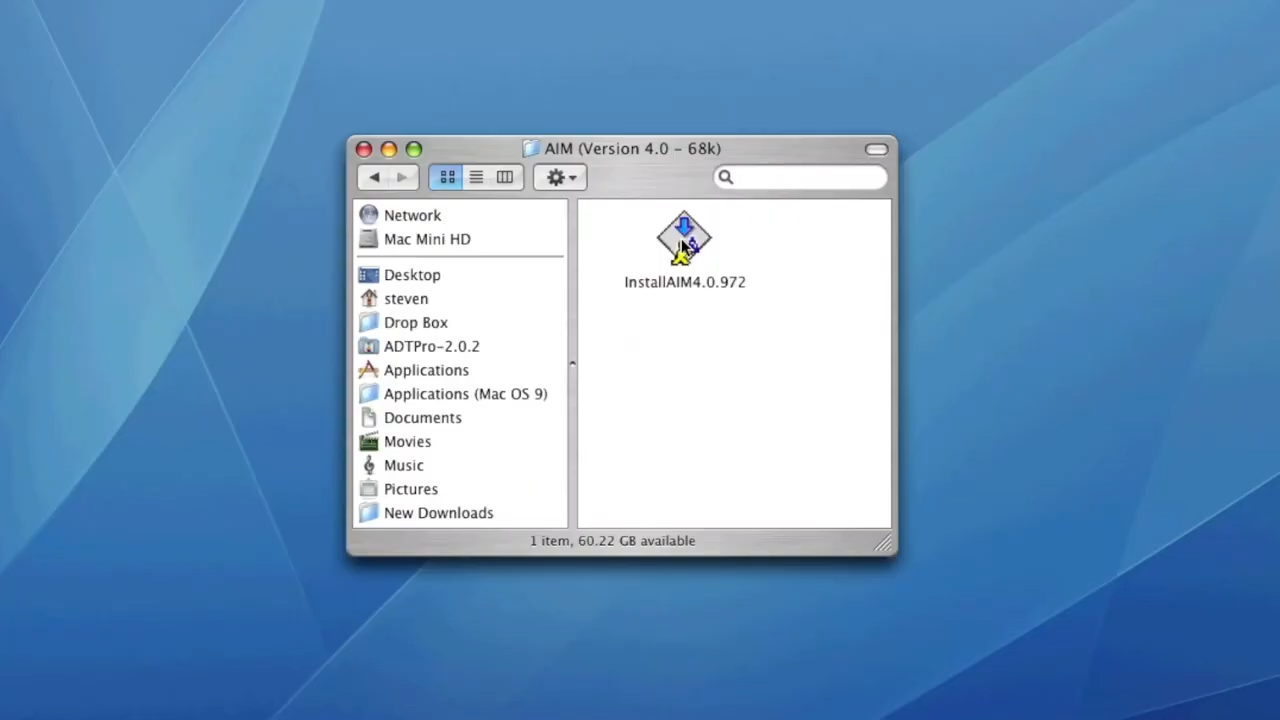 AIM (Version 4.0 - 68k)
Network
Mac Mini HD
Desktop
steven
Drop Box
ADTPro-2.0.2
Applications
Applications (Mac OS 9)
Documents
Movies
Music
Pictures
New Downloads
InstallAIM4.0.972
1 item, 60.22 GB available